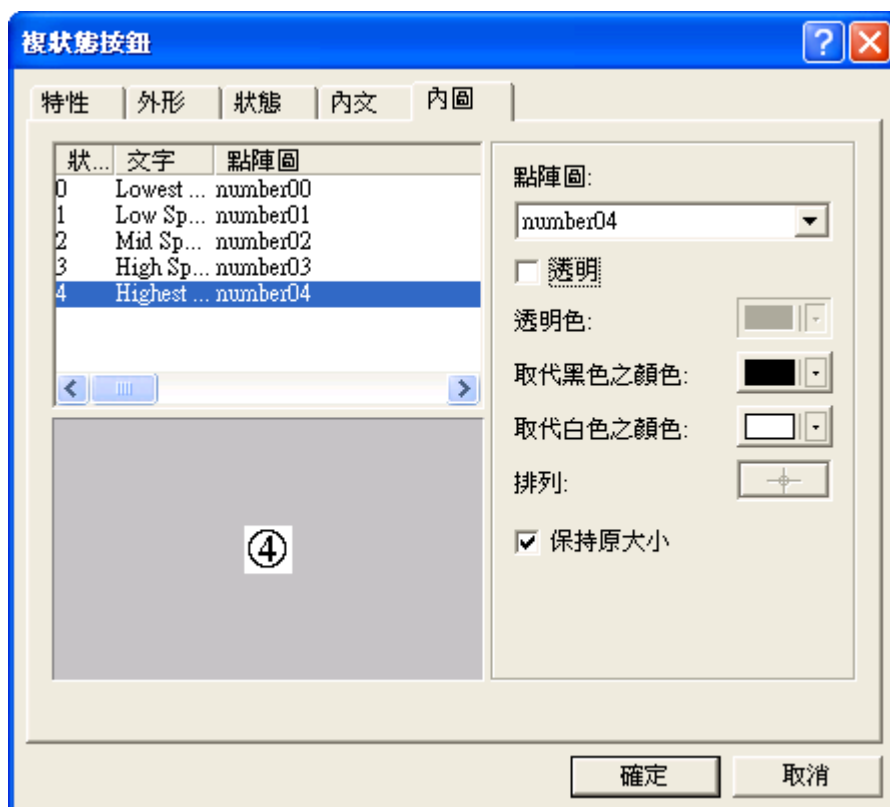 複狀態按鈕
特性 外形 狀態 內文 內圖
狀... 文字 點陣圖
0 Lowest ... number00
1 Low Sp... number01
2 Mid Sp... number02
3 High Sp... number03
4 Highest ... number04
④
點陣圖:
number04
透明
透明色:
取代黑色之顏色:
取代白色之顏色:
排列:
保持原大小
確定 取消